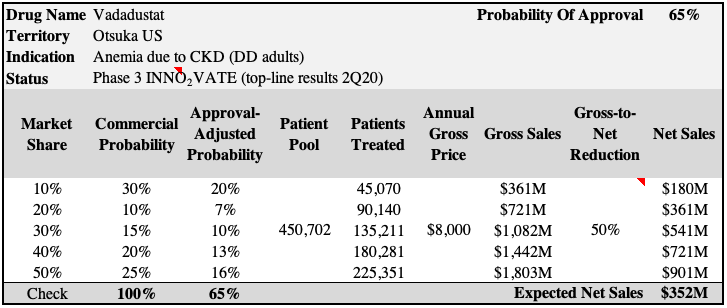 Drug Name Vadadustat Probability Of Approval 65%
Territory Otsuka US
Indication Anemia due to CKD (DD adults)
Status Phase 3 INNO₂VATE (top-line results 2Q20)
Market Share Commercial Probability Approval-Adjusted Probability Patient Pool Patients Treated Annual Gross Price Gross Sales Gross-to-Net Reduction Net Sales
10% 30% 20% 45,070 $361M $180M
20% 10% 7% 90,140 $721M $361M
30% 15% 10% 450,702 135,211 $8,000 $1,082M 50% $541M
40% 20% 13% 180,281 $1,442M $721M
50% 25% 16% 225,351 $1,803M $901M
Check 100% 65% Expected Net Sales $352M